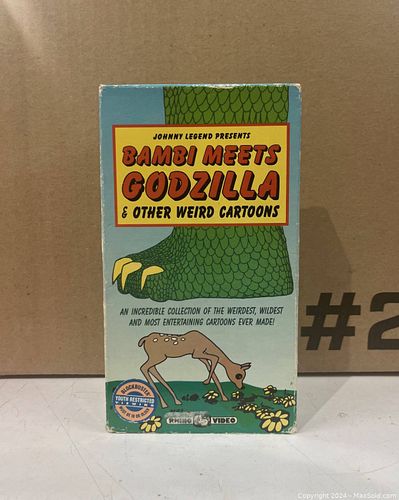 JOHNNY LEGEND PRESENTS
BAMBI MEETS
GODZILLA
& OTHER WEIRD CARTOONS
AN INCREDIBLE COLLECTION OF THE WEIRDEST, WILDEST
AND MOST ENTERTAINING CARTOONS EVER MADE!
#2
BLOCKBUSTER
YOUTH RESTRICTED
VIEWING
RHINO VIDEO
Copyright 2024 - MaxSold.com